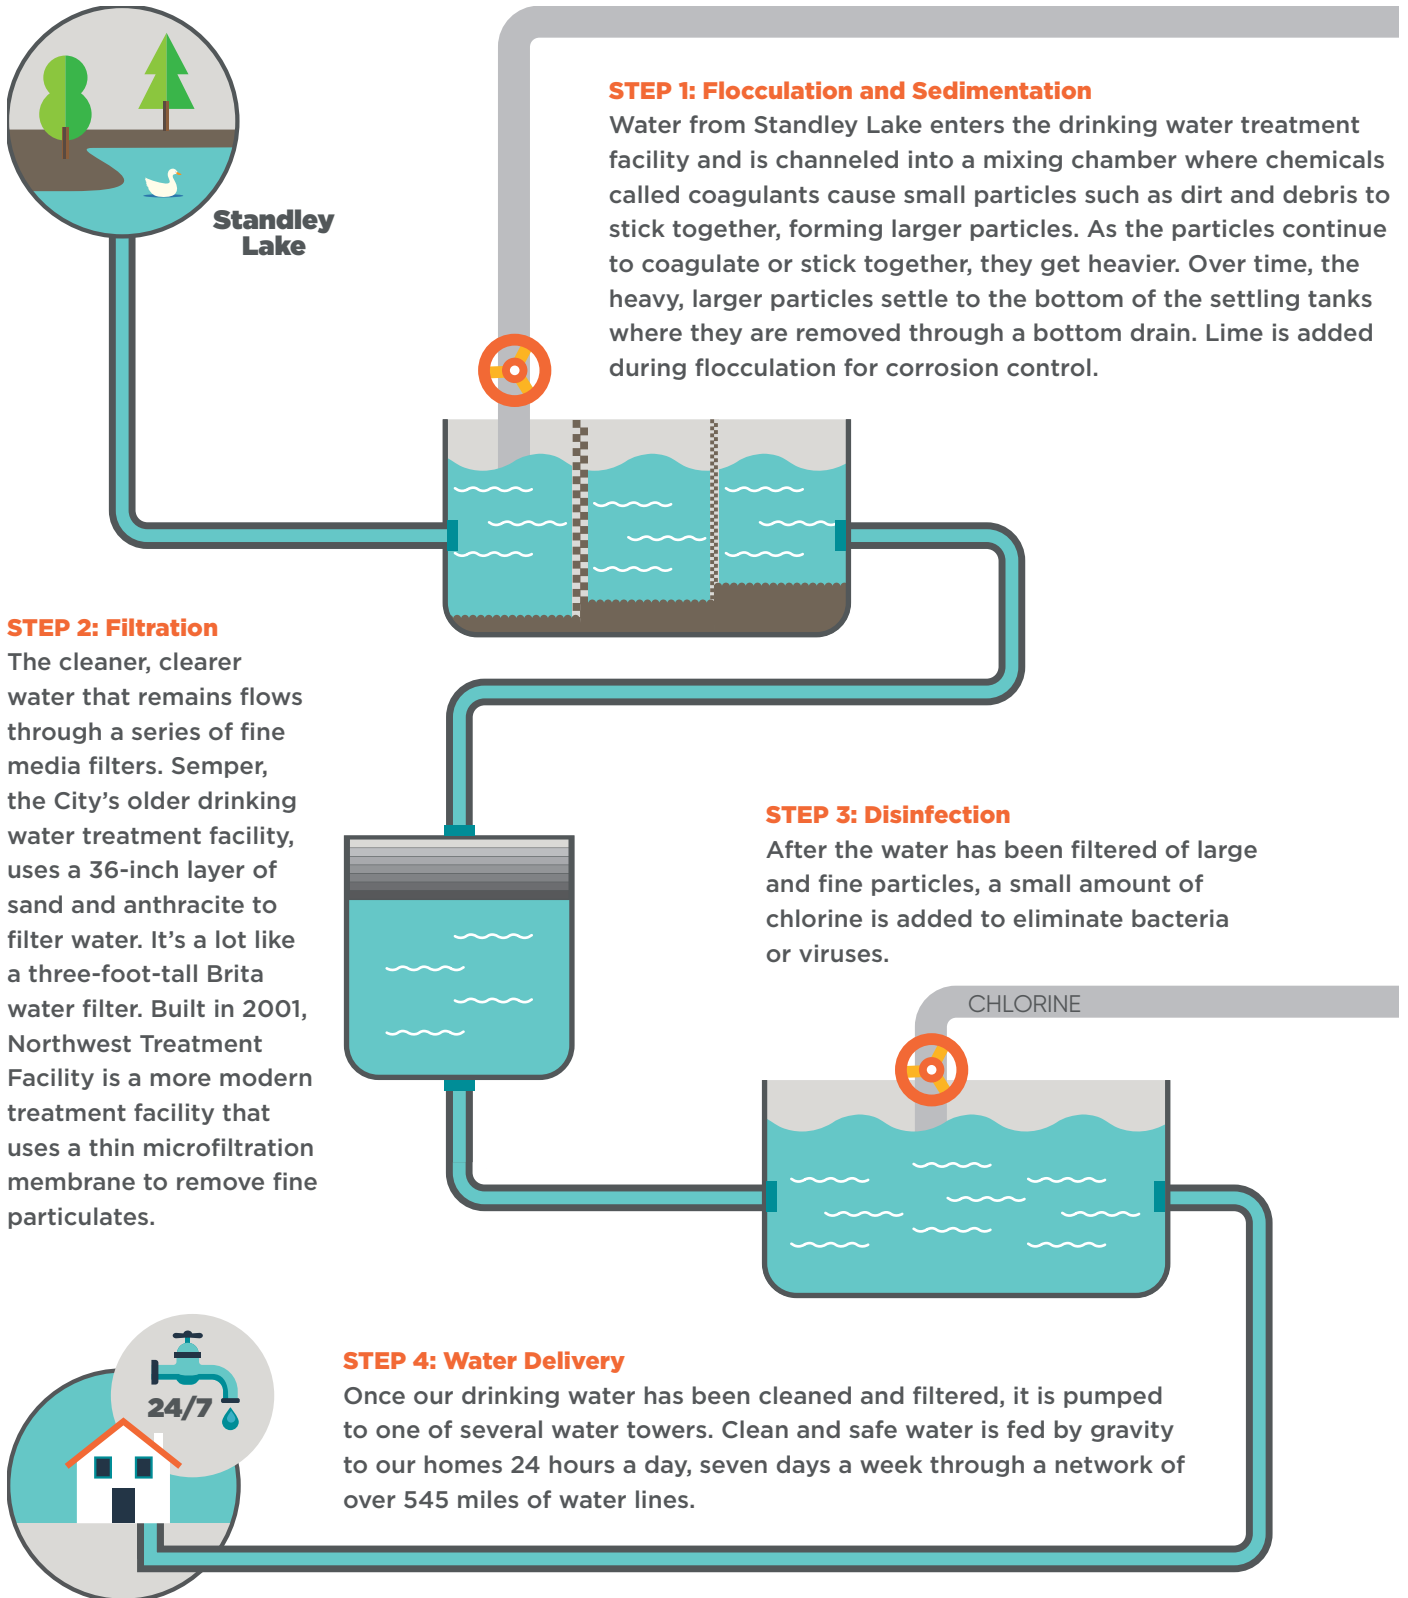 STEP 1: Flocculation and Sedimentation
Water from Standley Lake enters the drinking water treatment
facility and is channeled into a mixing chamber where chemicals
called coagulants cause small particles such as dirt and debris to
stick together, forming larger particles. As the particles continue
to coagulate or stick together, they get heavier. Over time, the
heavy, larger particles settle to the bottom of the settling tanks
where they are removed through a bottom drain. Lime is added
during flocculation for corrosion control.
Standley
Lake
STEP 2: Filtration
The cleaner, clearer
water that remains flows
through a series of fine
media filters. Semper,
the City’s older drinking
water treatment facility,
uses a 36-inch layer of
sand and anthracite to
filter water. It’s a lot like
a three-foot-tall Brita
water filter. Built in 2001,
Northwest Treatment
Facility is a more modern
treatment facility that
uses a thin microfiltration
membrane to remove fine
particulates.
STEP 3: Disinfection
After the water has been filtered of large
and fine particles, a small amount of
chlorine is added to eliminate bacteria
or viruses.
CHLORINE
24/7
STEP 4: Water Delivery
Once our drinking water has been cleaned and filtered, it is pumped
to one of several water towers. Clean and safe water is fed by gravity
to our homes 24 hours a day, seven days a week through a network of
over 545 miles of water lines.